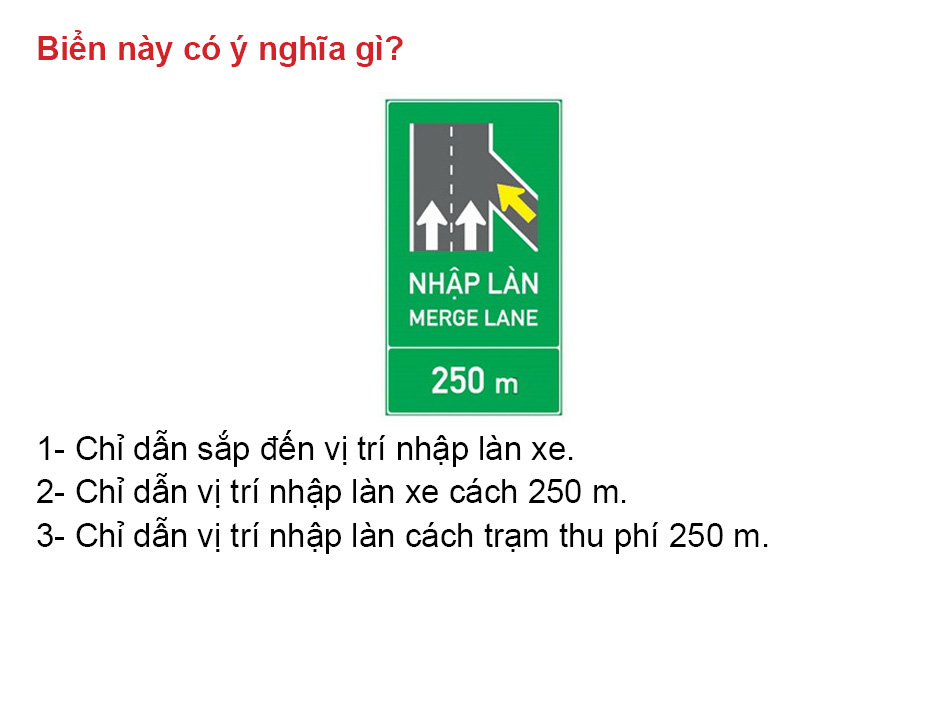 Biển này có ý nghĩa gì?
NHẬP LÀN
MERGE LANE
250 m
1- Chỉ dẫn sắp đến vị trí nhập làn xe.
2- Chỉ dẫn vị trí nhập làn xe cách 250 m.
3- Chỉ dẫn vị trí nhập làn cách trạm thu phí 250 m.